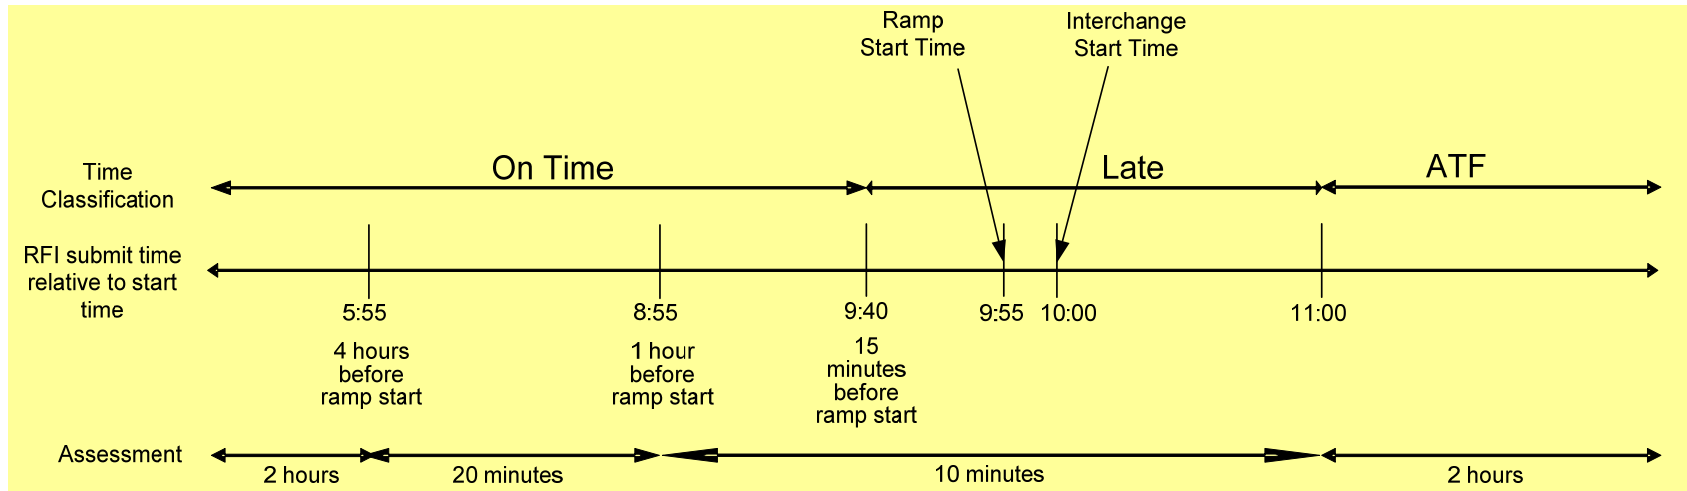 Ramp
Start Time
Interchange
Start Time
Time
Classification
On Time
Late
ATF
RFI submit time
relative to start
time
5:55
8:55
9:40
9:55
10:00
11:00
4 hours
before
ramp start
1 hour
before
ramp start
15
minutes
before
ramp start
Assessment
2 hours
20 minutes
10 minutes
2 hours